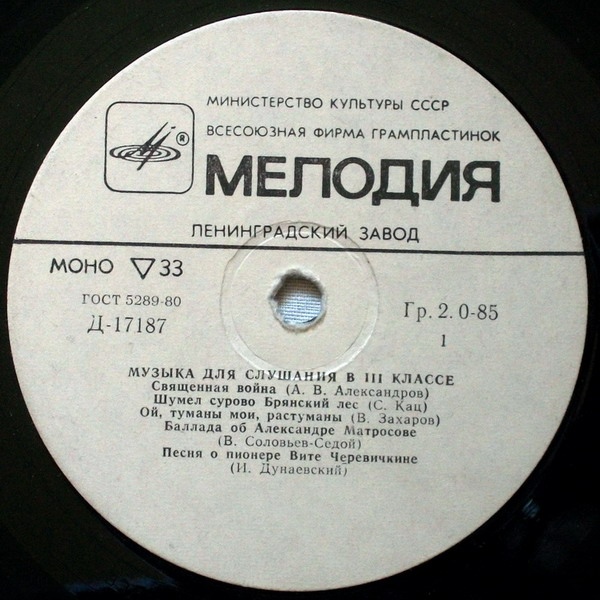 МИНИСТЕРСТВО КУЛЬТУРЫ СССР
ВСЕСОЮЗНАЯ ФИРМА ГРАМПЛАСТИНОК
®
МЕЛОДИЯ
ЛЕНИНГРАДСКИЙ ЗАВОД
МОНО ▽ 33
ГОСТ 5289-80
Д-17187
Гр. 2. 0-85
1
МУЗЫКА ДЛЯ СЛУШАНИЯ В III КЛАССЕ
Священная война (А. В. Александров)
Шумел сурово Брянский лес (С. Кац)
Ой, туманы мои, растуманы (В. Захаров)
Баллада об Александре Матросове
(В. Соловьев-Седой)
Песня о пионере Вите Черевичкине
(И. Дунаевский)